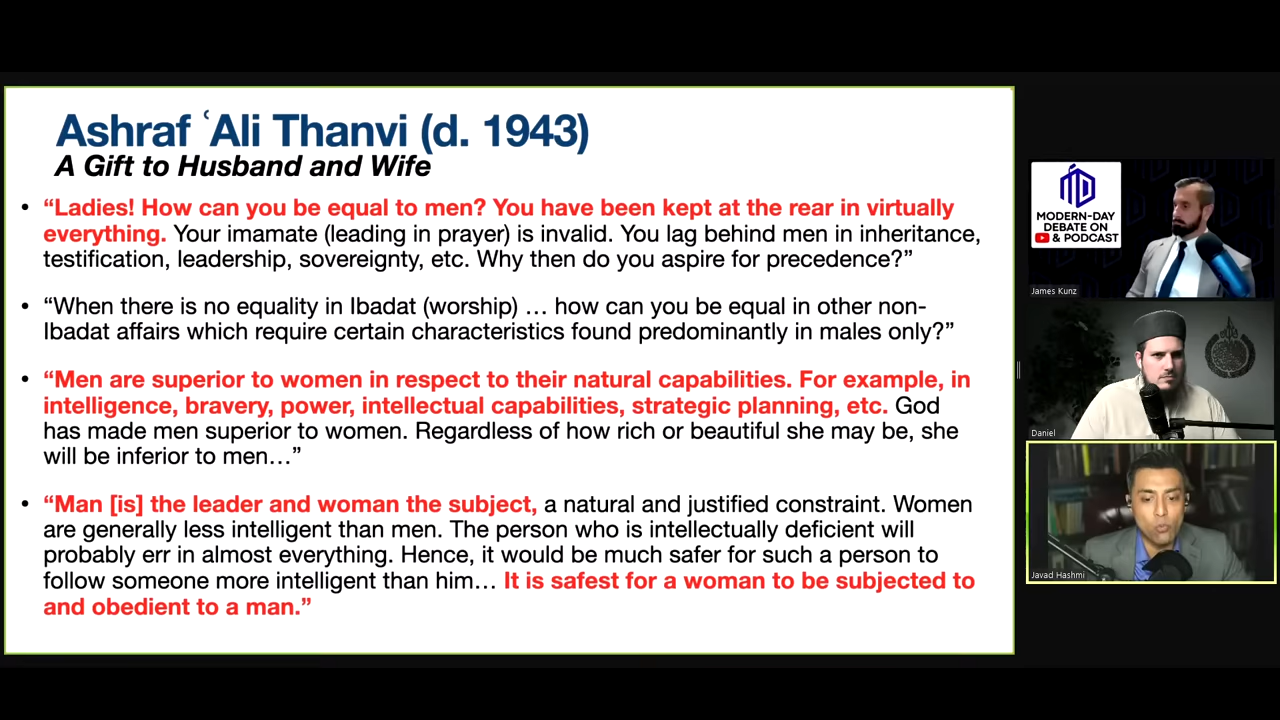 Ashraf ʿAli Thanvi (d. 1943)
A Gift to Husband and Wife
• “Ladies! How can you be equal to men? You have been kept at the rear in virtually
everything. Your imamate (leading in prayer) is invalid. You lag behind men in inheritance,
testification, leadership, sovereignty, etc. Why then do you aspire for precedence?”
• “When there is no equality in Ibadat (worship) … how can you be equal in other non-
Ibadat affairs which require certain characteristics found predominantly in males only?”
• “Men are superior to women in respect to their natural capabilities. For example, in
intelligence, bravery, power, intellectual capabilities, strategic planning, etc. God
has made men superior to women. Regardless of how rich or beautiful she may be, she
will be inferior to men…”
• “Man [is] the leader and woman the subject, a natural and justified constraint. Women
are generally less intelligent than men. The person who is intellectually deficient will
probably err in almost everything. Hence, it would be much safer for such a person to
follow someone more intelligent than him… It is safest for a woman to be subjected to
and obedient to a man.”
MODERN-DAY
DEBATE ON
& PODCAST
James Kunz
Daniel
Javad Hashmi